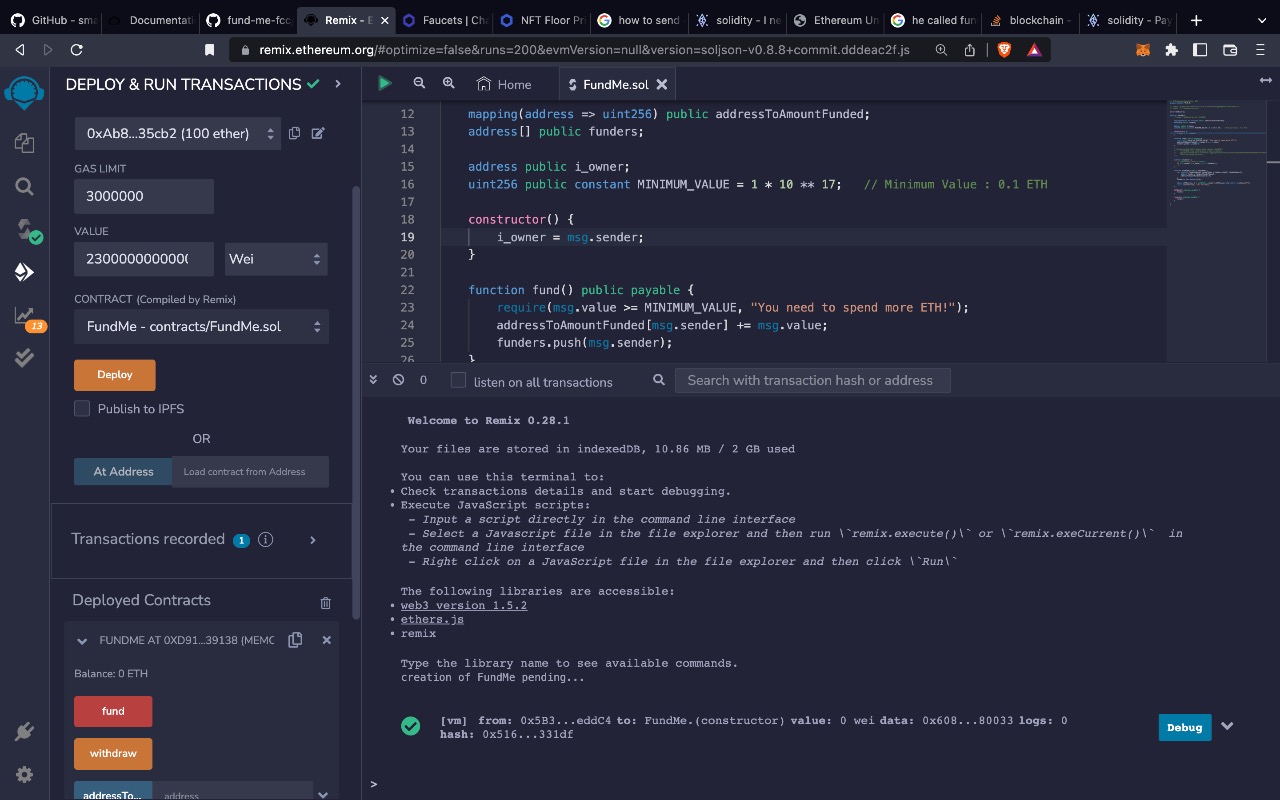 GitHub - sma
Documentati
fund-me-fcc
Remix - E
Faucets | Cha
NFT Floor Pri
how to send
solidity - I ne
Ethereum Un
he called fun
blockchain -
solidity - Pay
remix.ethereum.org/#optimize=false&runs=200&evmVersion=null&version=soljson-v0.8.8+commit.dddeac2f.js
DEPLOY & RUN TRANSACTIONS
0xAb8...35cb2 (100 ether)
GAS LIMIT
3000000
VALUE
230000000000(
Wei
CONTRACT (Compiled by Remix)
FundMe - contracts/FundMe.sol
Deploy
Publish to IPFS
OR
At Address
Load contract from Address
Transactions recorded 1 i
Deployed Contracts
FUNDME AT 0XD91...39138 (MEMC
Balance: 0 ETH
fund
withdraw
addressTo...
address
13
Home
FundMe.sol
12 mapping(address => uint256) public addressToAmountFunded;
13 address[] public funders;
14
15 address public i_owner;
16 uint256 public constant MINIMUM_VALUE = 1 * 10 ** 17; // Minimum Value : 0.1 ETH
17
18 constructor() {
19 i_owner = msg.sender;
20 }
21
22 function fund() public payable {
23 require(msg.value >= MINIMUM_VALUE, "You need to spend more ETH!");
24 addressToAmountFunded[msg.sender] += msg.value;
25 funders.push(msg.sender);
26 }
0
listen on all transactions
Search with transaction hash or address
Welcome to Remix 0.28.1
Your files are stored in indexedDB, 10.86 MB / 2 GB used
You can use this terminal to:
• Check transactions details and start debugging.
• Execute JavaScript scripts:
- Input a script directly in the command line interface
- Select a Javascript file in the file explorer and then run \`remix.execute()\` or \`remix.exeCurrent()\` in
the command line interface
- Right click on a JavaScript file in the file explorer and then click \`Run\`
The following libraries are accessible:
• web3 version 1.5.2
• ethers.js
• remix
Type the library name to see available commands.
creation of FundMe pending...
[vm] from: 0x5B3...eddC4 to: FundMe.(constructor) value: 0 wei data: 0x608...80033 logs: 0
hash: 0x516...331df
Debug
>